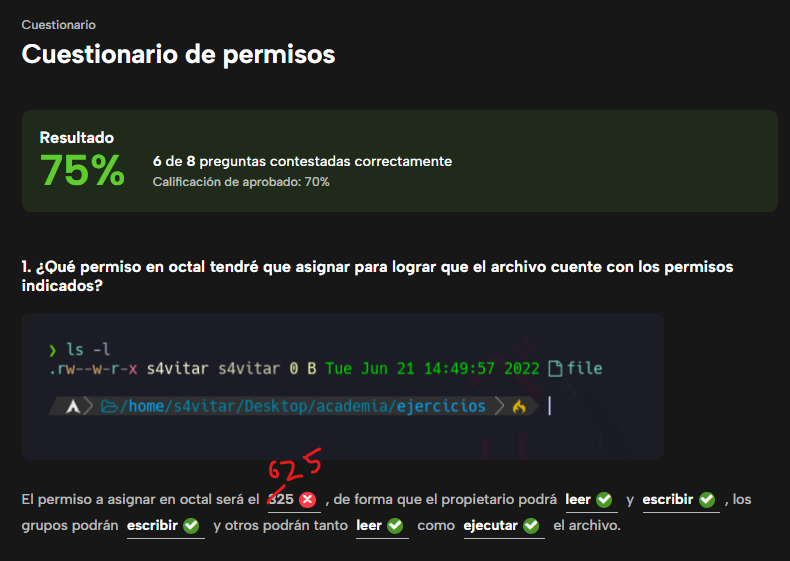 Cuestionario
Cuestionario de permisos
Resultado
75%
6 de 8 preguntas contestadas correctamente
Calificación de aprobado: 70%
1. ¿Qué permiso en octal tendré que asignar para lograr que el archivo cuente con los permisos
indicados?
❯ ls -l
.rw--w-r-x s4vitar s4vitar 0 B Tue Jun 21 14:49:57 2022 file
/home/s4vitar/Desktop/academia/ejercicios
625
El permiso a asignar en octal será el 325 , de forma que el propietario podrá leer y escribir , los
grupos podrán escribir y otros podrán tanto leer como ejecutar el archivo.